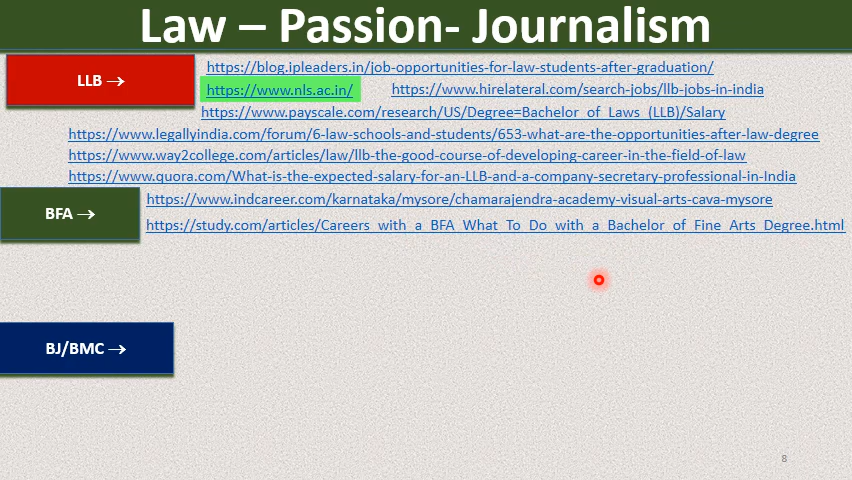 Law – Passion- Journalism
LLB →
https://blog.ipleaders.in/job-opportunities-for-law-students-after-graduation/
https://www.nls.ac.in/ https://www.hirelateral.com/search-jobs/llb-jobs-in-india
https://www.payscale.com/research/US/Degree=Bachelor_of_Laws_(LLB)/Salary
https://www.legallyindia.com/forum/6-law-schools-and-students/653-what-are-the-opportunities-after-law-degree
https://www.way2college.com/articles/law/llb-the-good-course-of-developing-career-in-the-field-of-law
https://www.quora.com/What-is-the-expected-salary-for-an-LLB-and-a-company-secretary-professional-in-India
BFA →
https://www.indcareer.com/karnataka/mysore/chamarajendra-academy-visual-arts-cava-mysore
https://study.com/articles/Careers_with_a_BFA_What_To_Do_with_a_Bachelor_of_Fine_Arts_Degree.html
BJ/BMC →
8